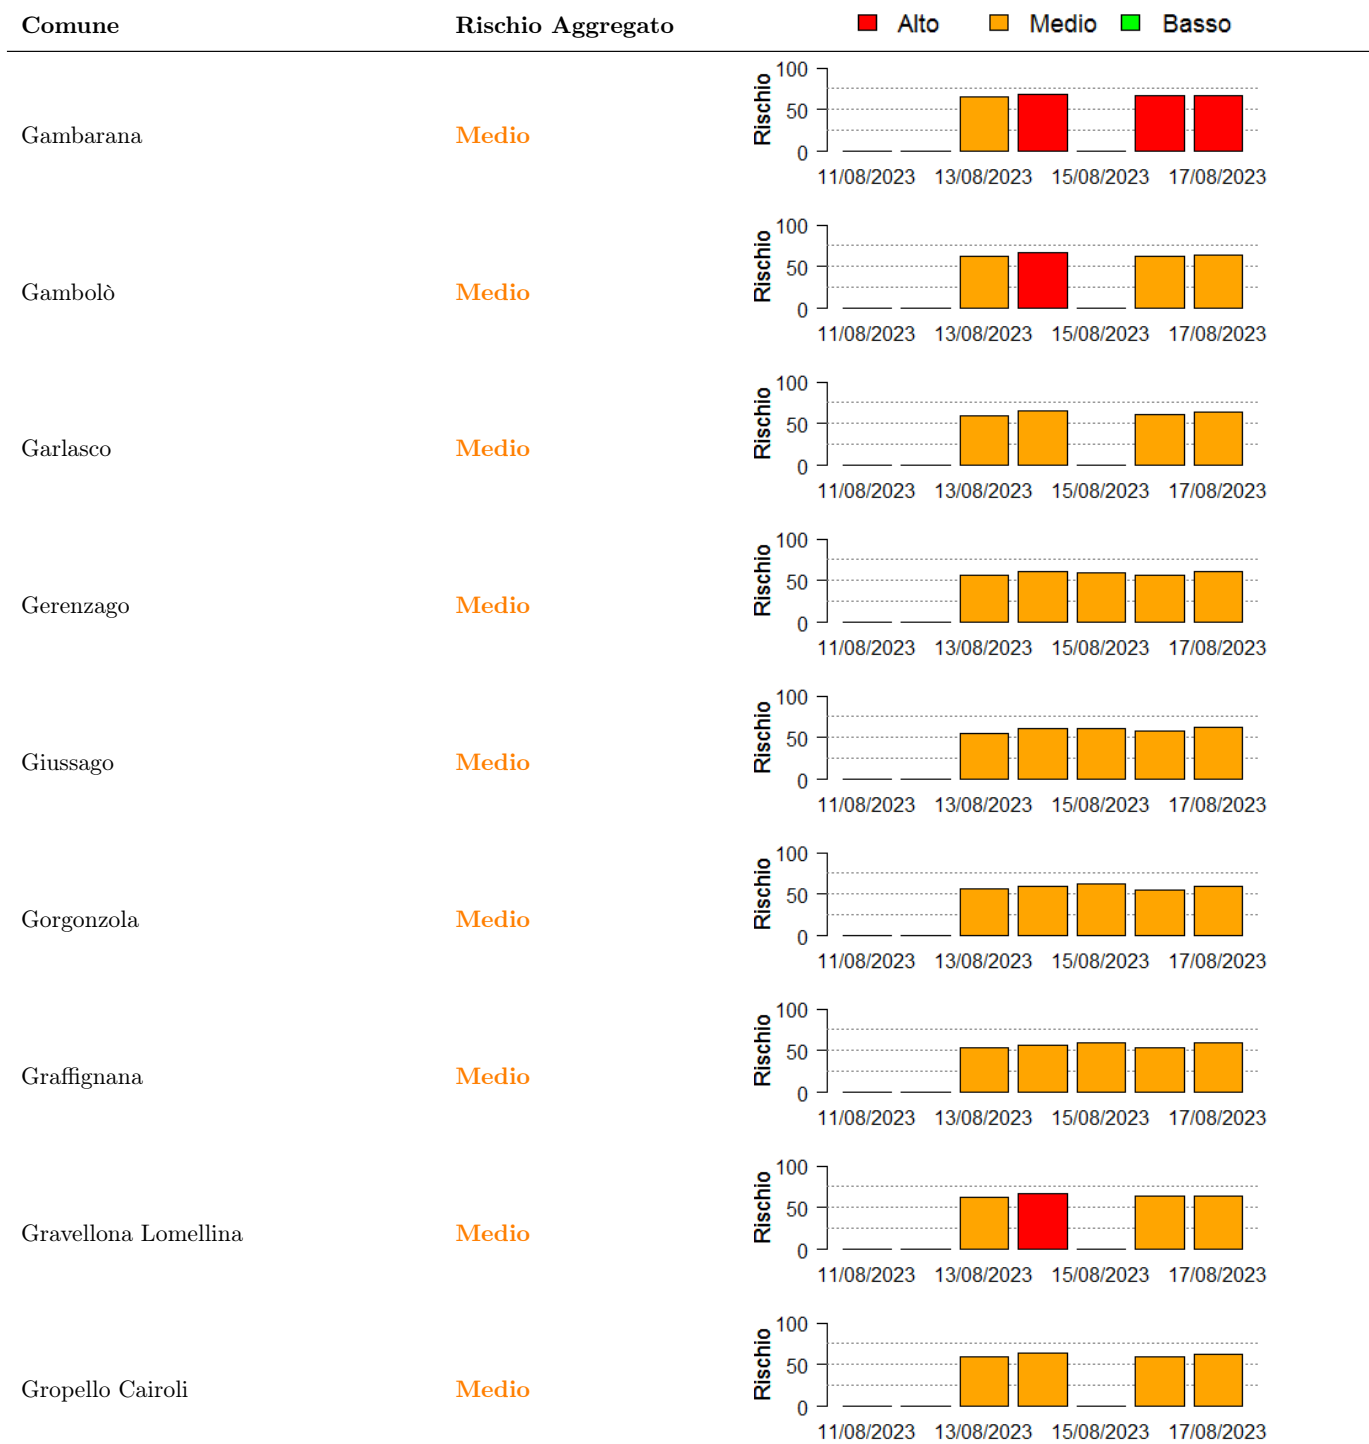 Comune Rischio Aggregato Alto Medio Basso
100
50
0
Rischio
Gambarana Medio
11/08/2023 13/08/2023 15/08/2023 17/08/2023
100
50
0
Rischio
Gambolò Medio
11/08/2023 13/08/2023 15/08/2023 17/08/2023
100
50
0
Rischio
Garlasco Medio
11/08/2023 13/08/2023 15/08/2023 17/08/2023
100
50
0
Rischio
Gerenzago Medio
11/08/2023 13/08/2023 15/08/2023 17/08/2023
100
50
0
Rischio
Giussago Medio
11/08/2023 13/08/2023 15/08/2023 17/08/2023
100
50
0
Rischio
Gorgonzola Medio
11/08/2023 13/08/2023 15/08/2023 17/08/2023
100
50
0
Rischio
Graffignana Medio
11/08/2023 13/08/2023 15/08/2023 17/08/2023
100
50
0
Rischio
Gravellona Lomellina Medio
11/08/2023 13/08/2023 15/08/2023 17/08/2023
100
50
0
Rischio
Gropello Cairoli Medio
11/08/2023 13/08/2023 15/08/2023 17/08/2023